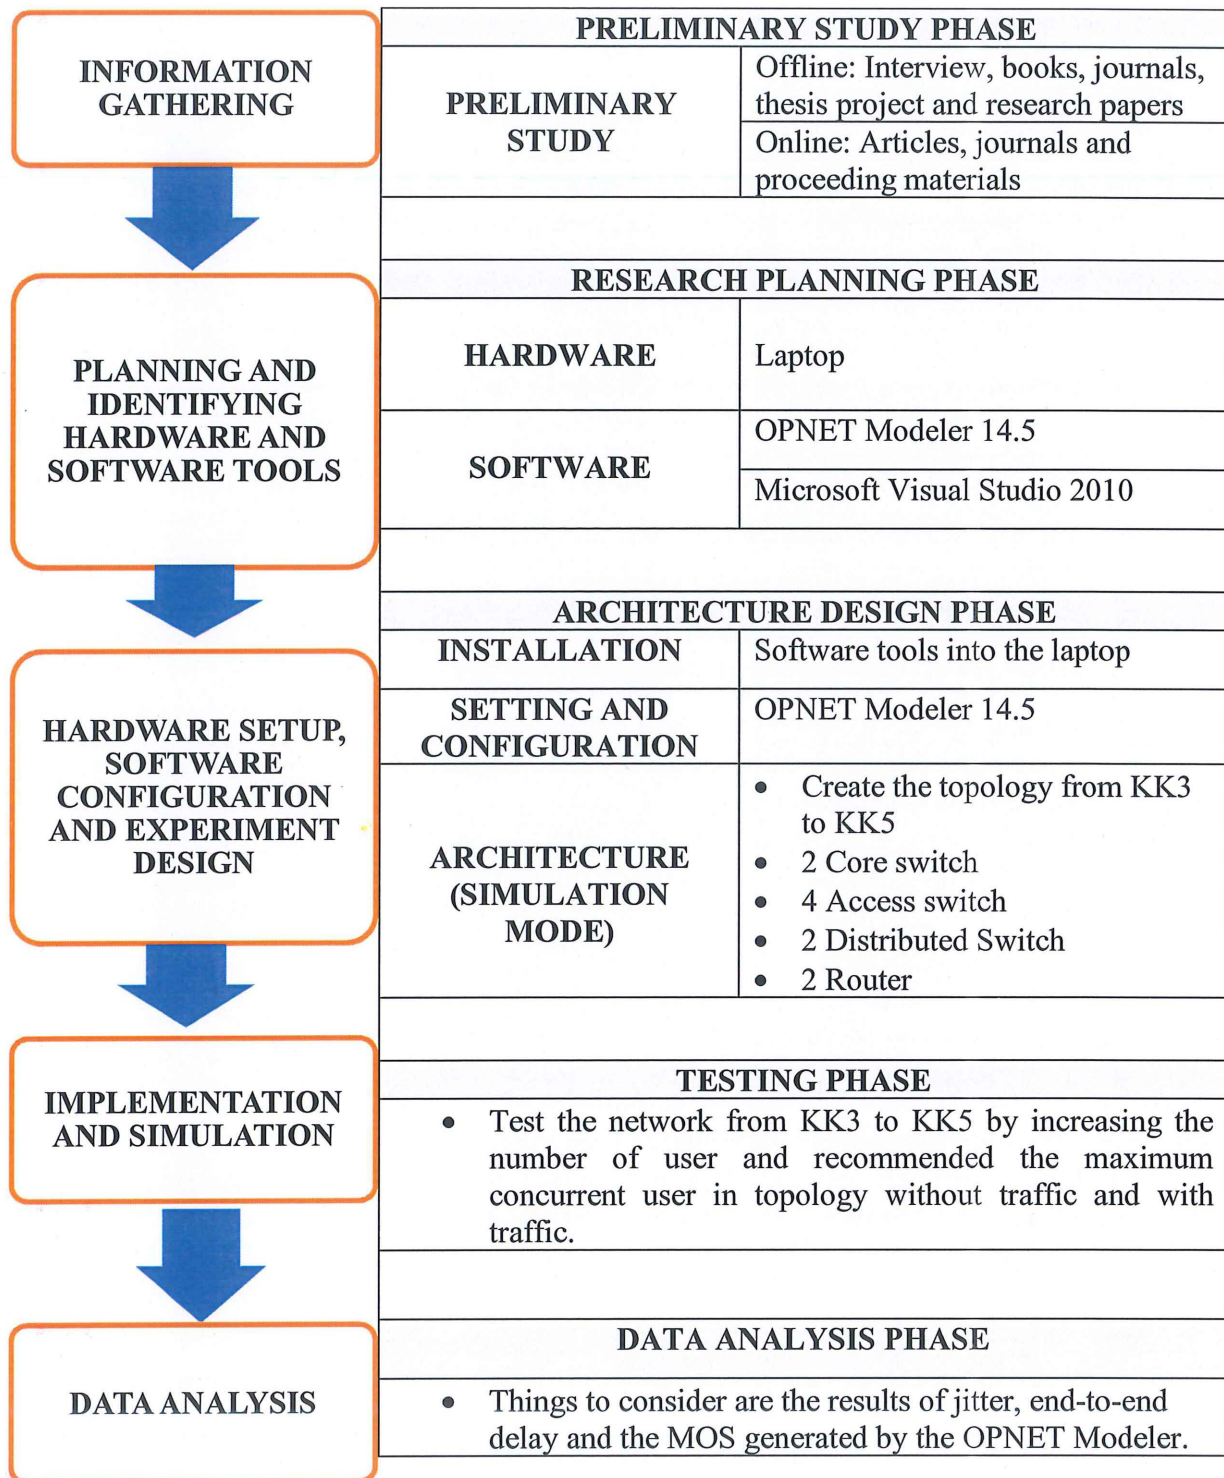 INFORMATION
GATHERING
PRELIMINARY STUDY PHASE
PRELIMINARY
STUDY
Offline: Interview, books, journals,
thesis project and research papers
Online: Articles, journals and
proceeding materials
PLANNING AND
IDENTIFYING
HARDWARE AND
SOFTWARE TOOLS
RESEARCH PLANNING PHASE
HARDWARE
Laptop
SOFTWARE
OPNET Modeler 14.5
Microsoft Visual Studio 2010
HARDWARE SETUP,
SOFTWARE
CONFIGURATION
AND EXPERIMENT
DESIGN
ARCHITECTURE DESIGN PHASE
INSTALLATION
Software tools into the laptop
SETTING AND
CONFIGURATION
OPNET Modeler 14.5
ARCHITECTURE
(SIMULATION
MODE)
• Create the topology from KK3
to KK5
• 2 Core switch
• 4 Access switch
• 2 Distributed Switch
• 2 Router
IMPLEMENTATION
AND SIMULATION
TESTING PHASE
• Test the network from KK3 to KK5 by increasing the
number of user and recommended the maximum
concurrent user in topology without traffic and with
traffic.
DATA ANALYSIS
DATA ANALYSIS PHASE
• Things to consider are the results of jitter, end-to-end
delay and the MOS generated by the OPNET Modeler.